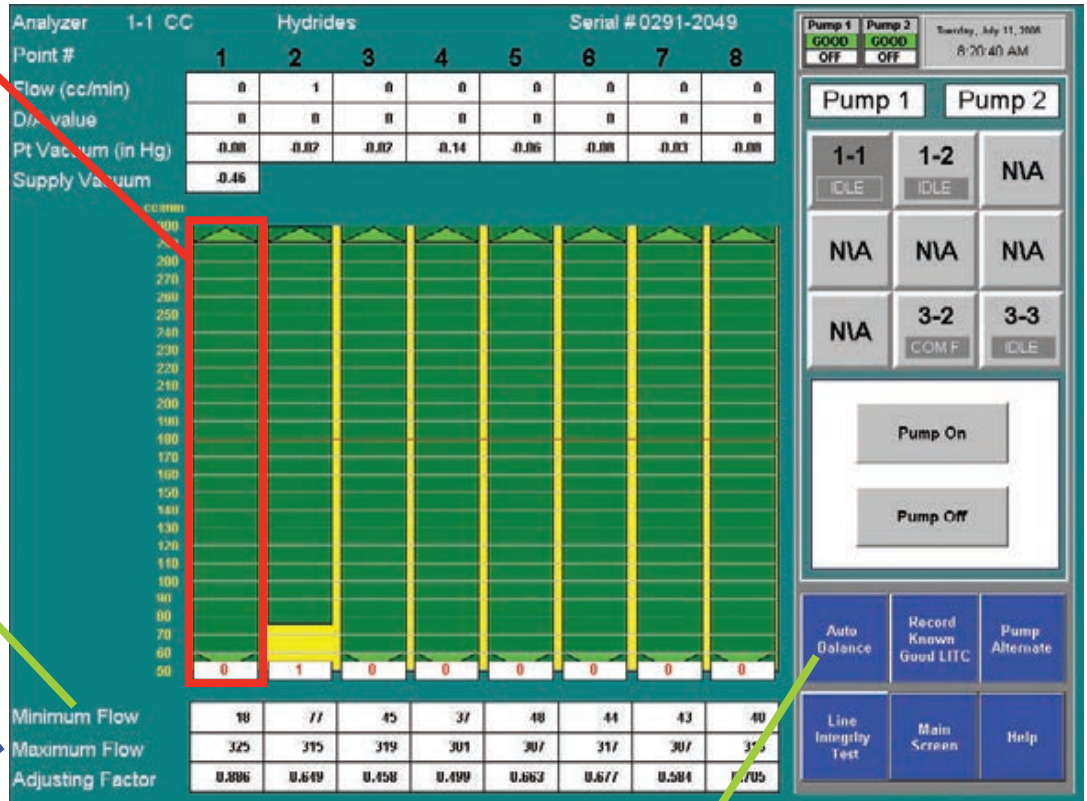 Analyzer 1-1 CC Hydrides Serial #0291-2049
Point # 1 2 3 4 5 6 7 8
Flow (cc/min) 0 1 0 0 0 0 0 0
D/A value 0 0 0 0 0 0 0 0
Pt Vacuum (in Hg) -0.08 -0.02 -0.02 -0.14 -0.06 -0.08 -0.03 -0.08
Supply Vacuum -0.46
cc/min
300
280
270
260
250
240
230
220
210
200
190
180
170
160
150
140
130
120
110
100
90
80
70
60
50
0 1 0 0 0 0 0 0
Minimum Flow 18 77 45 37 48 44 43 40
Maximum Flow 325 315 319 301 307 317 307
Adjusting Factor 0.886 0.649 0.458 0.499 0.663 0.677 0.584
Pump 1 Pump 2
GOOD GOOD
OFF OFF
July 11, 2006
8:20:40 AM
Pump 1 Pump 2
1-1 1-2 N\A
IDLE IDLE
N\A N\A N\A
N\A 3-2 3-3
COM F IDLE
Pump On
Pump Off
Auto Balance
Record Known Good LITC
Pump Alternate
Line Integrity Test
Main Screen
Help